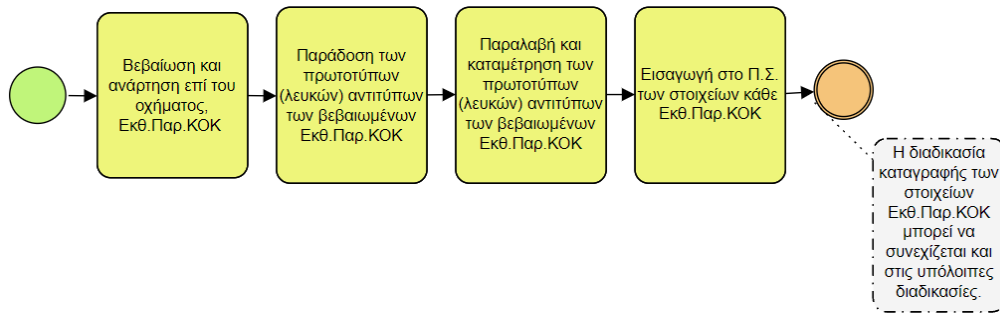 Βεβαίωση και
ανάρτηση επί του
οχήματος,
Εκθ.Παρ.ΚΟΚ
Παράδοση των
πρωτοτύπων
(λευκών) αντιτύπων
των βεβαιωμένων
Εκθ.Παρ.ΚΟΚ
Παραλαβή και
καταμέτρηση των
πρωτοτύπων
(λευκών) αντιτύπων
των βεβαιωμένων
Εκθ.Παρ.ΚΟΚ
Εισαγωγή στο Π.Σ.
των στοιχείων κάθε
Εκθ.Παρ.ΚΟΚ
Η διαδικασία
καταγραφής των
στοιχείων
Εκθ.Παρ.ΚΟΚ
μπορεί να
συνεχίζεται και
στις υπόλοιπες
διαδικασίες.